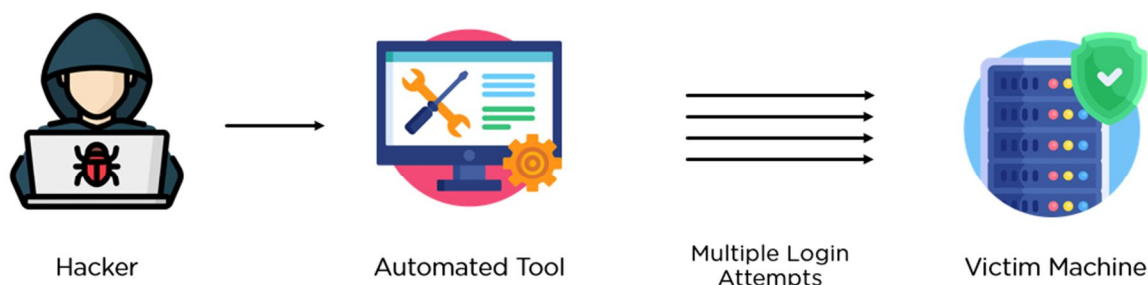 Hacker
Automated Tool
Multiple Login
Attempts
Victim Machine